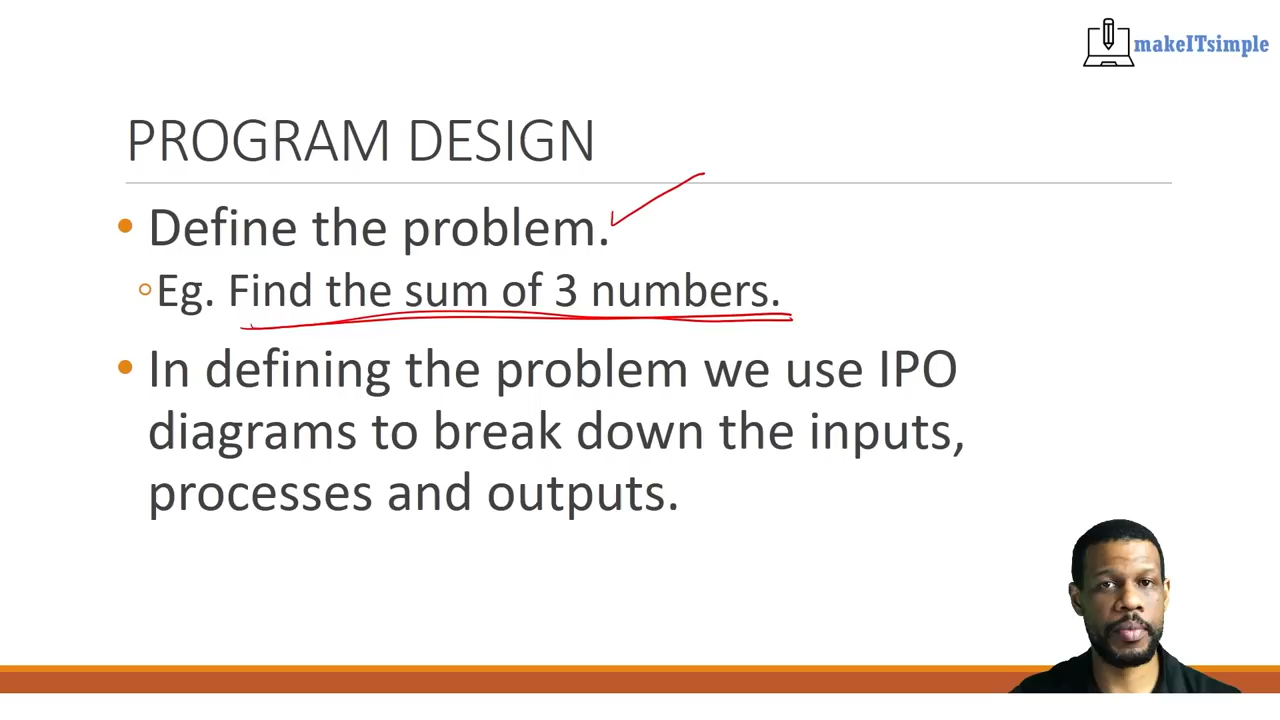 makeITsimple
PROGRAM DESIGN
• Define the problem.
◦Eg. Find the sum of 3 numbers.
• In defining the problem we use IPO
diagrams to break down the inputs,
processes and outputs.